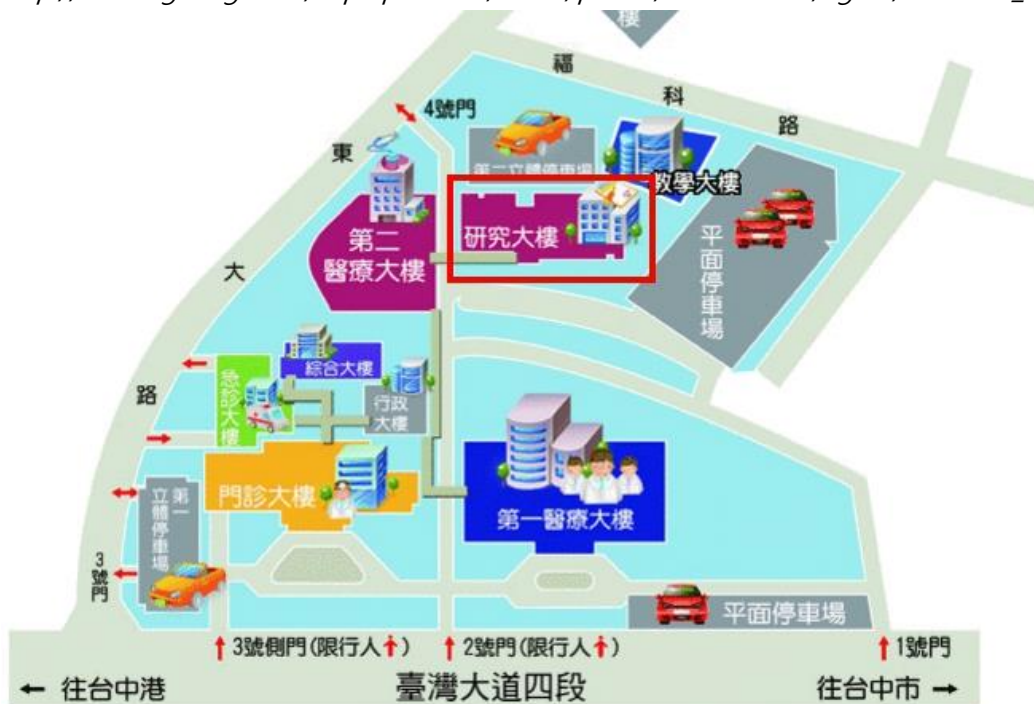 樓
福
科
路
4號門
東
第二立體停車場
教學大樓
第二
醫療大樓
研究大樓
平面停車場
大
綜合大樓
急診大樓
行政
大樓
路
門診大樓
第一
立體停車場
第一醫療大樓
3號門
平面停車場
3號側門(限行人)
2號門(限行人)
1號門
← 往台中港
臺灣大道四段
往台中市 →